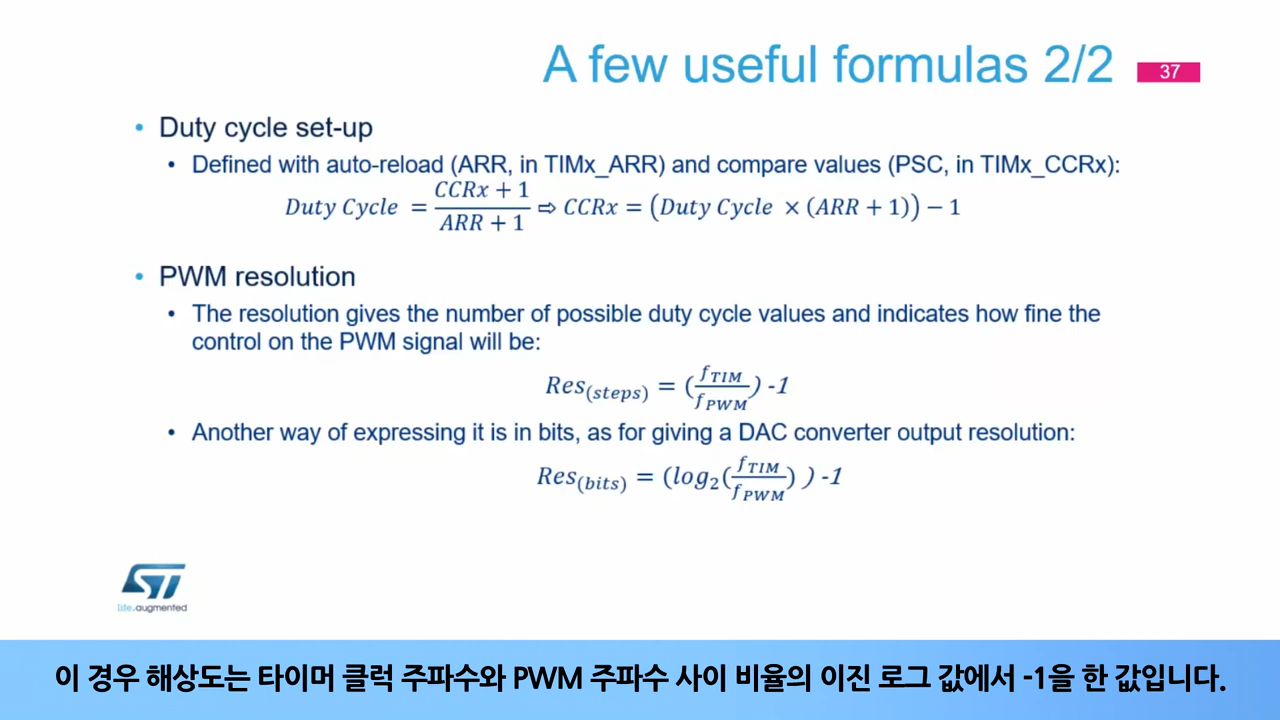 A few useful formulas 2/2
37
• Duty cycle set-up
• Defined with auto-reload (ARR, in TIMx_ARR) and compare values (PSC, in TIMx_CCRx):
Duty Cycle = (CCRx + 1)/(ARR + 1) ⇨ CCRx = (Duty Cycle × (ARR + 1)) − 1
• PWM resolution
• The resolution gives the number of possible duty cycle values and indicates how fine the
control on the PWM signal will be:
Res(steps) = (f_TIM/f_PWM) -1
• Another way of expressing it is in bits, as for giving a DAC converter output resolution:
Res(bits) = (log₂(f_TIM/f_PWM) ) -1
ST
life.augmented
이 경우 해상도는 타이머 클럭 주파수와 PWM 주파수 사이 비율의 이진 로그 값에서 -1을 한 값입니다.